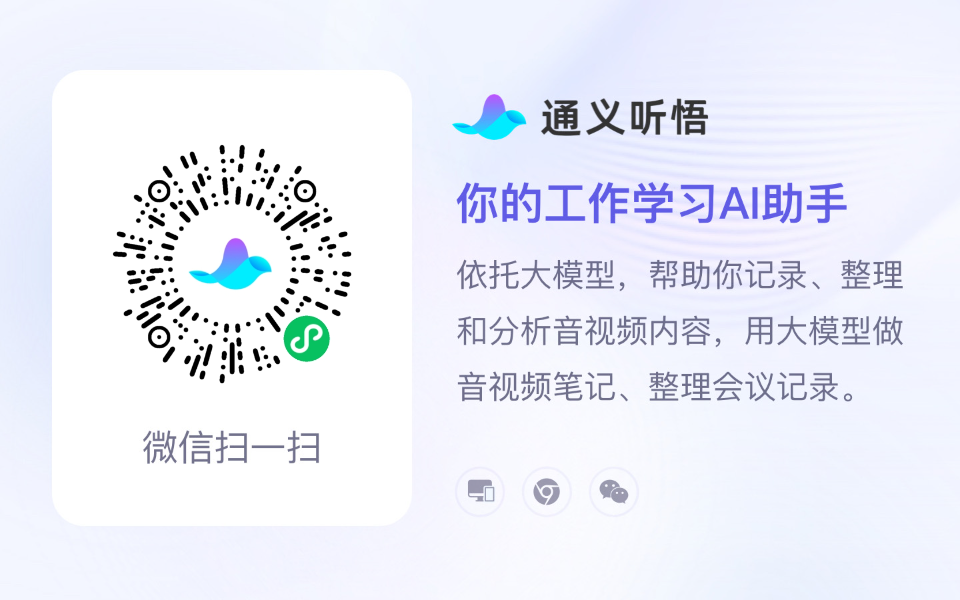 微信扫一扫
通义听悟
你的工作学习AI助手
依托大模型，帮助你记录、整理
和分析音视频内容，用大模型做
音视频笔记、整理会议记录。